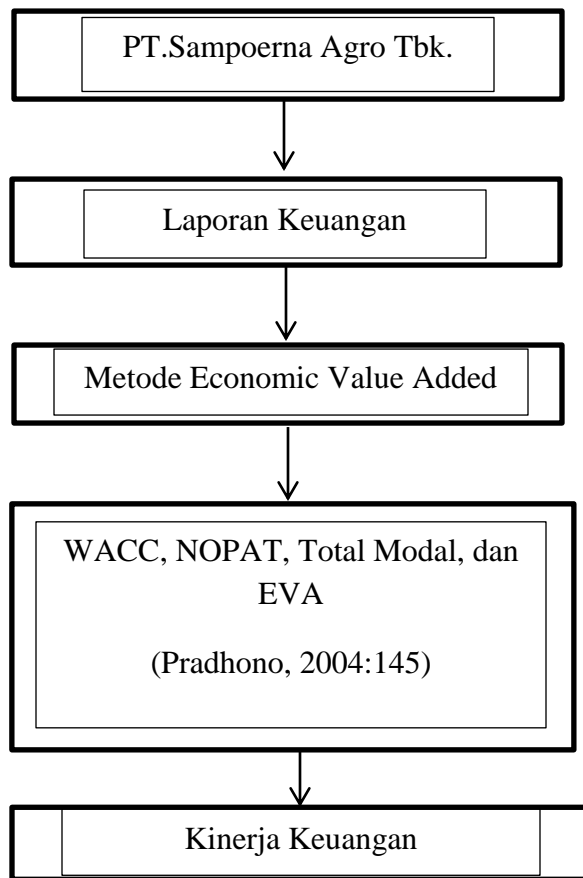 PT.Sampoerna Agro Tbk.
Laporan Keuangan
Metode Economic Value Added
WACC, NOPAT, Total Modal, dan
EVA
(Pradhono, 2004:145)
Kinerja Keuangan